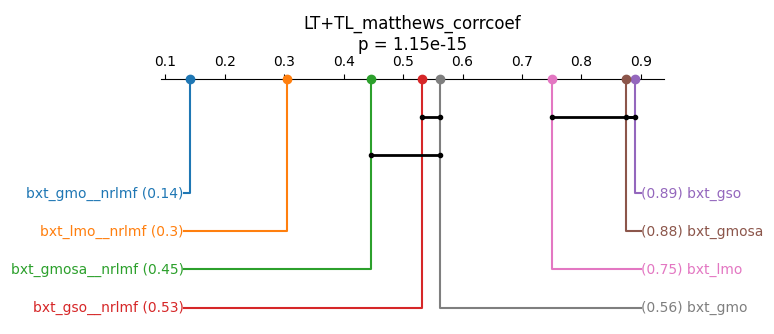 LT+TL_matthews_corrcoef
p = 1.15e-15
0.1 0.2 0.3 0.4 0.5 0.6 0.7 0.8 0.9
bxt_gmo__nrlmf (0.14) (0.89) bxt_gso
bxt_lmo__nrlmf (0.3) (0.88) bxt_gmosa
bxt_gmosa__nrlmf (0.45) (0.75) bxt_lmo
bxt_gso__nrlmf (0.53) (0.56) bxt_gmo